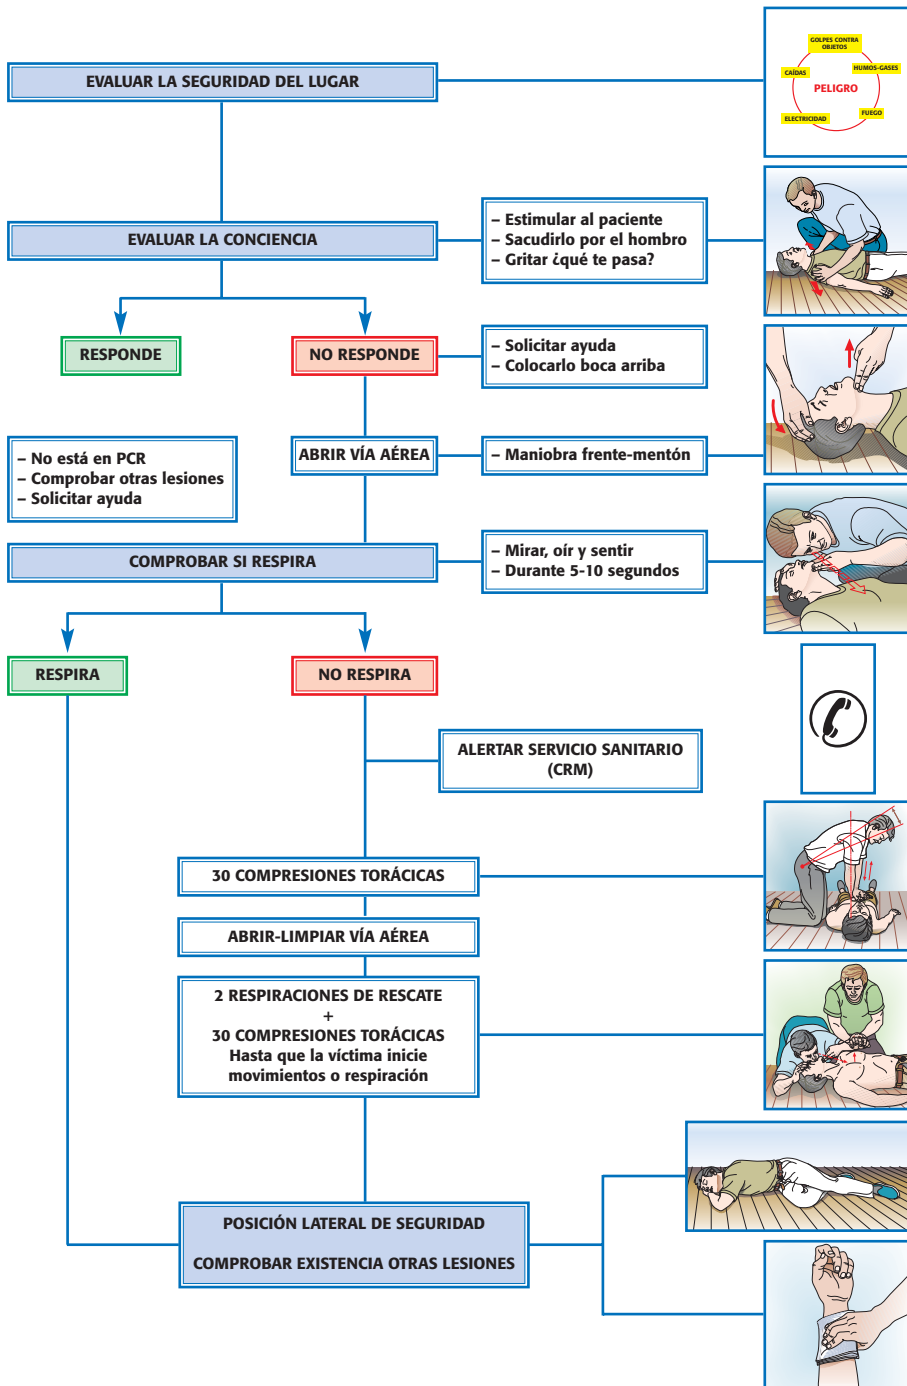 EVALUAR LA SEGURIDAD DEL LUGAR
GOLPES CONTRA
OBJETOS
CAÍDAS
HUMOS-GASES
PELIGRO
ELECTRICIDAD
FUEGO
EVALUAR LA CONCIENCIA
– Estimular al paciente
– Sacudirlo por el hombro
– Gritar ¿qué te pasa?
RESPONDE
NO RESPONDE
– Solicitar ayuda
– Colocarlo boca arriba
– No está en PCR
– Comprobar otras lesiones
– Solicitar ayuda
ABRIR VÍA AÉREA
– Maniobra frente-mentón
COMPROBAR SI RESPIRA
– Mirar, oír y sentir
– Durante 5-10 segundos
RESPIRA
NO RESPIRA
ALERTAR SERVICIO SANITARIO
(CRM)
30 COMPRESIONES TORÁCICAS
ABRIR-LIMPIAR VÍA AÉREA
2 RESPIRACIONES DE RESCATE
+
30 COMPRESIONES TORÁCICAS
Hasta que la víctima inicie
movimientos o respiración
POSICIÓN LATERAL DE SEGURIDAD
COMPROBAR EXISTENCIA OTRAS LESIONES